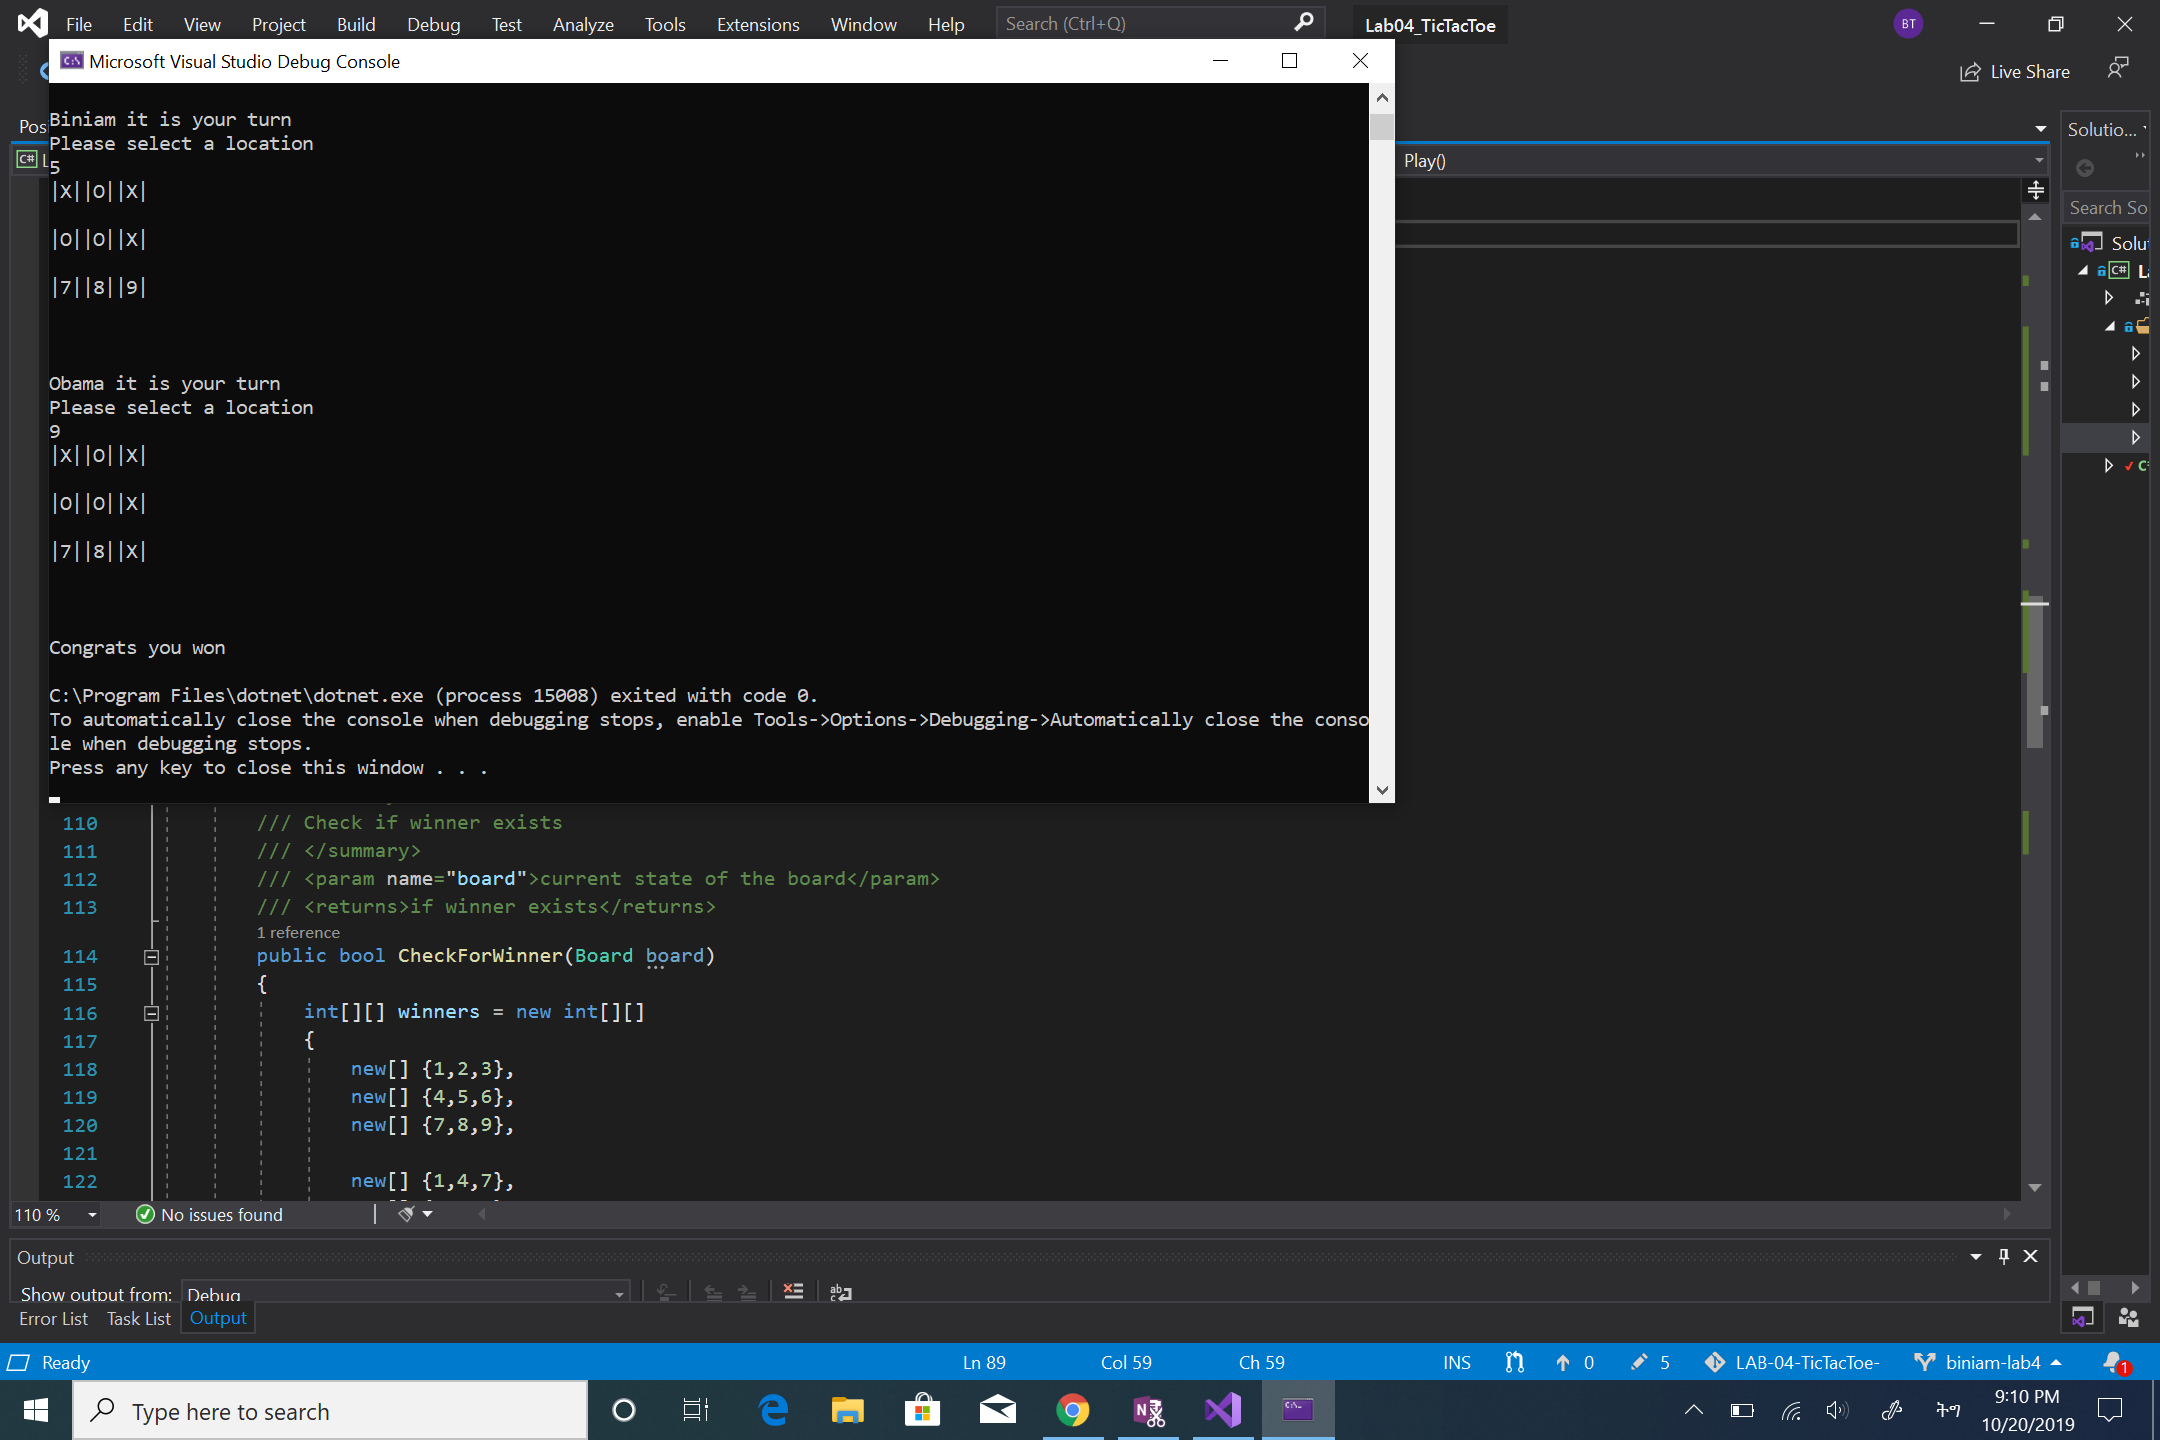 File Edit View Project Build Debug Test Analyze Tools Extensions Window Help Search (Ctrl+Q) Lab04_TicTacToe BT
Microsoft Visual Studio Debug Console
Live Share
Biniam it is your turn
Please select a location
5
|X||O||X|
|O||O||X|
|7||8||9|
Obama it is your turn
Please select a location
9
|X||O||X|
|O||O||X|
|7||8||X|
Congrats you won
C:\Program Files\dotnet\dotnet.exe (process 15008) exited with code 0.
To automatically close the console when debugging stops, enable Tools->Options->Debugging->Automatically close the conso
le when debugging stops.
Press any key to close this window . . .
Play()
Solutio...
Search So
Solu
C#
110 /// Check if winner exists
111 /// </summary>
112 /// <param name="board">current state of the board</param>
113 /// <returns>if winner exists</returns>
1 reference
114 public bool CheckForWinner(Board board)
115 {
116 int[][] winners = new int[][]
117 {
118 new[] {1,2,3},
119 new[] {4,5,6},
120 new[] {7,8,9},
121
122 new[] {1,4,7},
110 % No issues found
Output
Show output from: Debug
Error List Task List Output
Ready Ln 89 Col 59 Ch 59 INS 0 5 LAB-04-TicTacToe- biniam-lab4 1
Type here to search
ትግ
9:10 PM
10/20/2019